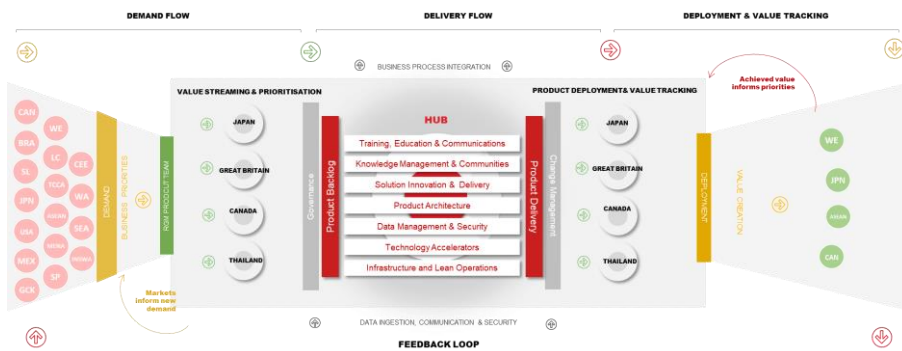 DEMAND FLOW
DELIVERY FLOW
DEPLOYMENT & VALUE TRACKING
BUSINESS PROCESS INTEGRATION
Achieved value
informs priorities
VALUE STREAMING & PRIORITISATION
PRODUCT DEPLOYMENT& VALUE TRACKING
CAN
BRA
SL
JPN
USA
MEX
GCK
WE
LC
TCCA
SP
CEE
WA
SEA
DEMAND
BUSINESS PRIORITIES
RGM PRODCUT TEAM
JAPAN
GREAT BRITAIN
CANADA
THAILAND
Governance
Product Backlog
HUB
Training, Education & Communications
Knowledge Management & Communities
Solution Innovation & Delivery
Product Architecture
Data Management & Security
Technology Accelerators
Infrastructure and Lean Operations
Product Delivery
Change Management
JAPAN
GREAT BRITAIN
CANADA
THAILAND
DEPLOYMENT
VALUE CREATION
WE
JPN
CAN
Markets
inform new
demand
DATA INGESTION, COMMUNICATION & SECURITY
FEEDBACK LOOP